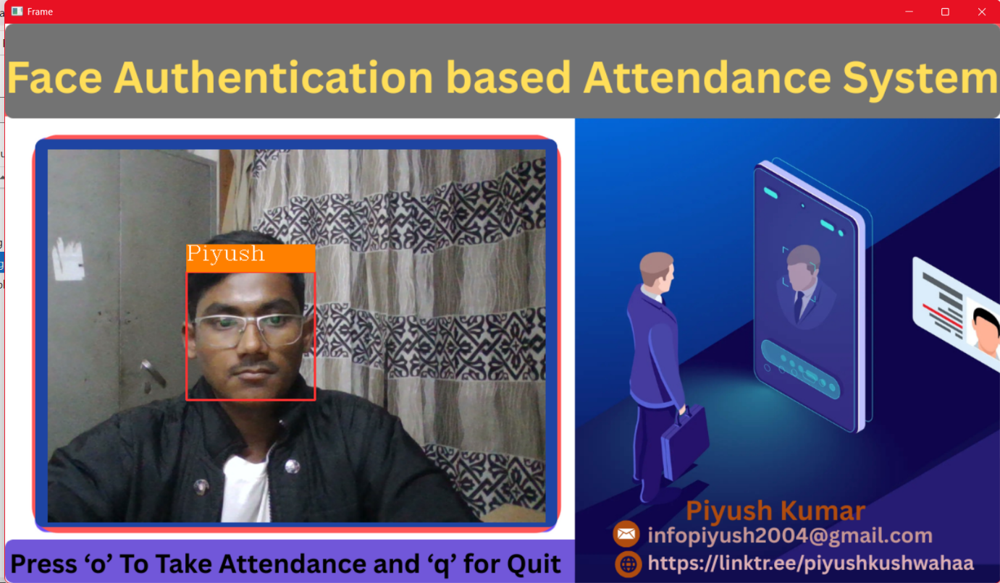 Frame
Face Authentication based Attendance System
Piyush
Piyush Kumar
infopiyush2004@gmail.com
https://linktr.ee/piyushkushwahaa
Press ‘o’ To Take Attendance and ‘q’ for Quit